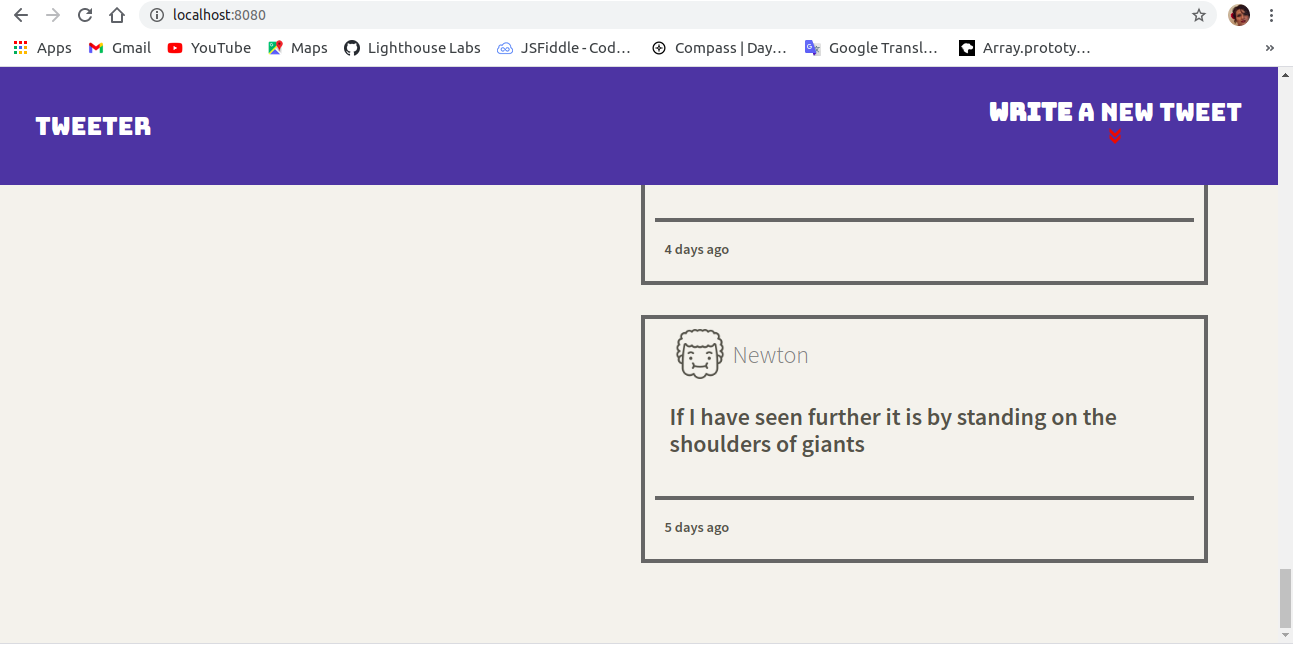 localhost:8080
Apps Gmail YouTube Maps Lighthouse Labs JSFiddle - Cod... Compass | Day... Google Transl... Array.prototy... »
TWEETER
WRITE A NEW TWEET
4 days ago
Newton
If I have seen further it is by standing on the
shoulders of giants
5 days ago